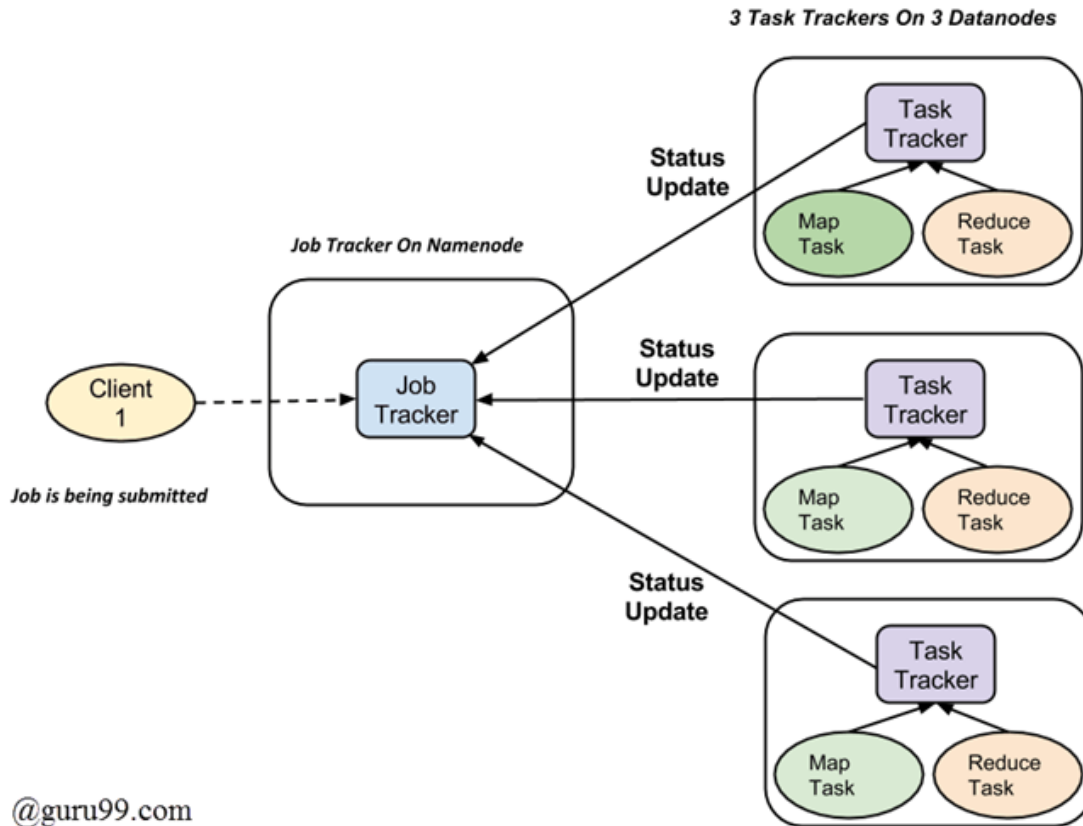 3 Task Trackers On 3 Datanodes
Task
Tracker
Status
Update
Map
Task
Reduce
Task
Job Tracker On Namenode
Status
Update
Task
Tracker
Client
1
Job
Tracker
Map
Task
Reduce
Task
Job is being submitted
Status
Update
Task
Tracker
Map
Task
Reduce
Task
@guru99.com